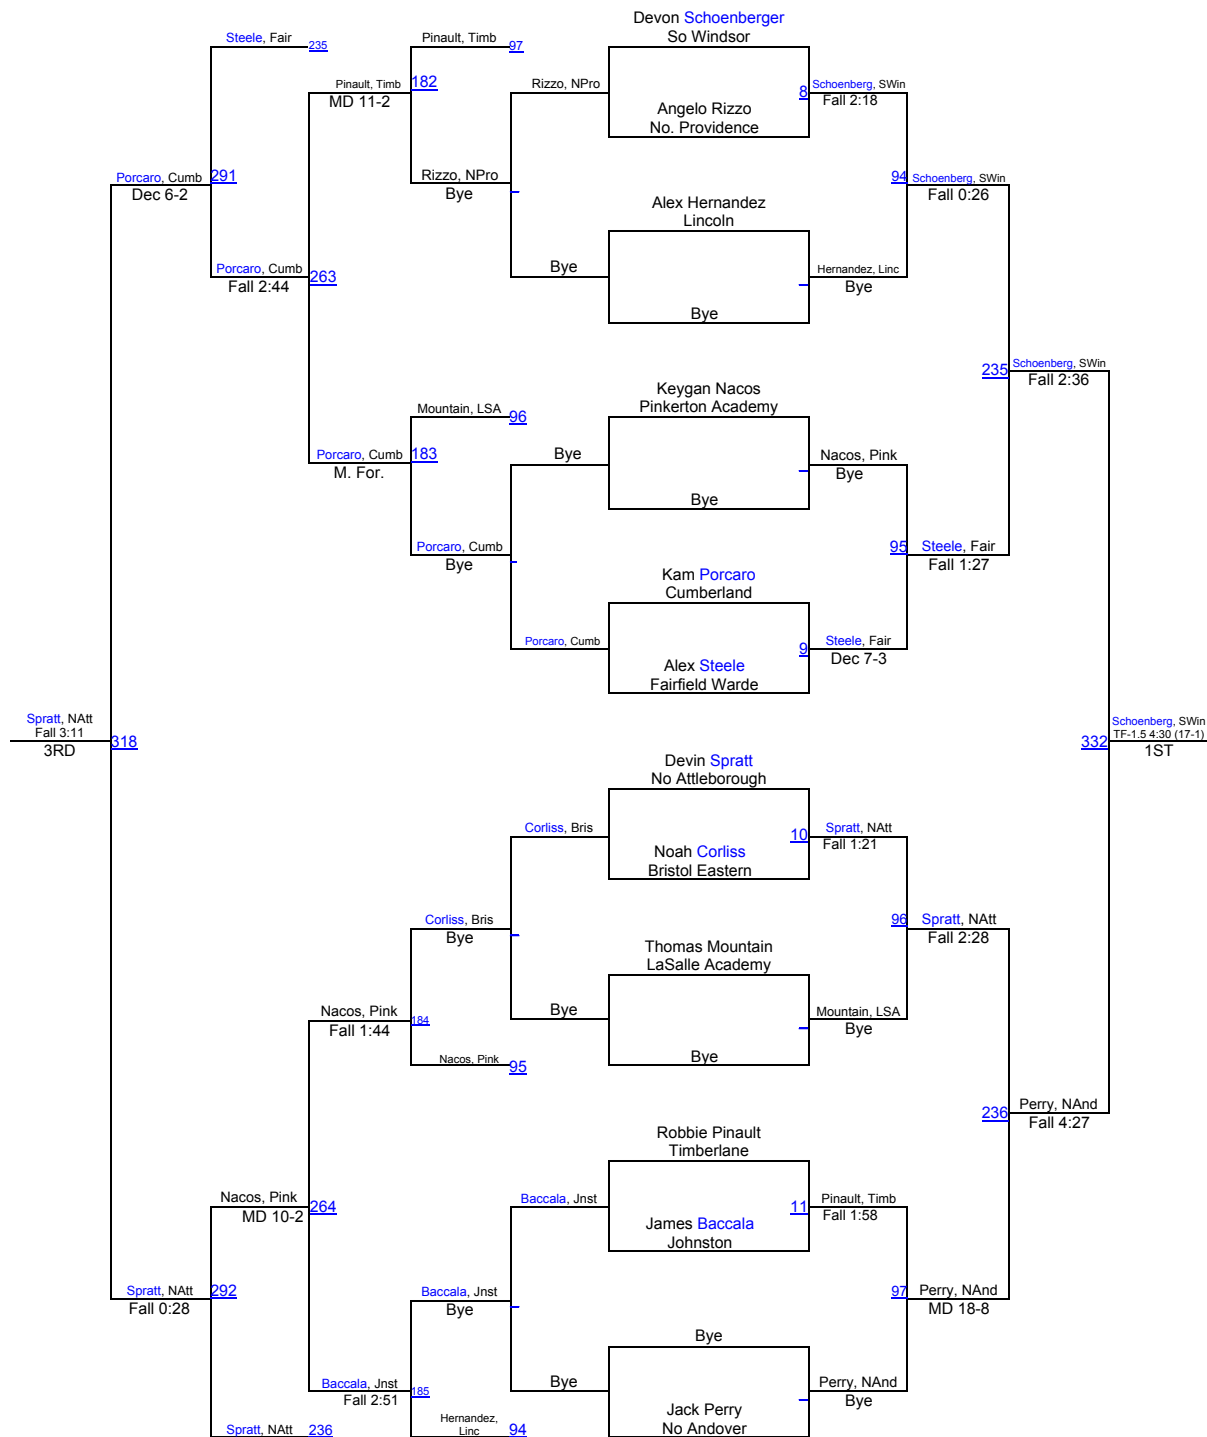 Devon Schoenberger
So Windsor
Steele, Fair
235
Pinault, Timb
97
Pinault, Timb
182
MD 11-2
Rizzo, NPro
8
Schoenberg, SWin
Fall 2:18
Angelo Rizzo
No. Providence
Porcaro, Cumb
291
Dec 6-2
Rizzo, NPro
Bye
94
Schoenberg, SWin
Fall 0:26
Alex Hernandez
Lincoln
Porcaro, Cumb
263
Fall 2:44
Bye
Hernandez, Linc
Bye
Bye
235
Schoenberg, SWin
Fall 2:36
Keygan Nacos
Pinkerton Academy
Mountain, LSA
96
Porcaro, Cumb
183
M. For.
Bye
Nacos, Pink
Bye
Bye
Porcaro, Cumb
Bye
95
Steele, Fair
Fall 1:27
Kam Porcaro
Cumberland
Porcaro, Cumb
9
Steele, Fair
Dec 7-3
Alex Steele
Fairfield Warde
Spratt, NAtt
Fall 3:11
3RD
318
332
Schoenberg, SWin
TF-1.5 4:30 (17-1)
1ST
Devin Spratt
No Attleborough
Corliss, Bris
10
Spratt, NAtt
Fall 1:21
Noah Corliss
Bristol Eastern
Corliss, Bris
Bye
96
Spratt, NAtt
Fall 2:28
Thomas Mountain
LaSalle Academy
Nacos, Pink
184
Fall 1:44
Bye
Mountain, LSA
Bye
Bye
Nacos, Pink
95
236
Perry, NAnd
Fall 4:27
Robbie Pinault
Timberlane
Nacos, Pink
264
MD 10-2
Baccala, Jnst
11
Pinault, Timb
Fall 1:58
James Baccala
Johnston
Spratt, NAtt
292
Fall 0:28
Baccala, Jnst
Bye
97
Perry, NAnd
MD 18-8
Bye
Baccala, Jnst
185
Fall 2:51
Bye
Perry, NAnd
Bye
Jack Perry
No Andover
Spratt, NAtt
236
Hernandez,
Linc
94